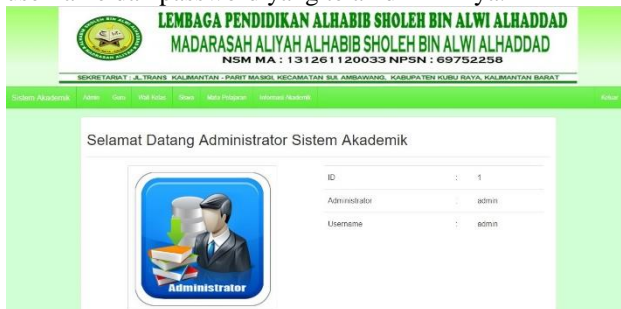 LEMBAGA PENDIDIKAN ALHABIB SHOLEH BIN ALWI ALHADDAD
MADARASAH ALIYAH ALHABIB SHOLEH BIN ALWI ALHADDAD
NSM MA : 131261120033 NPSN : 69752258
SEKRETARIAT : JL.TRANS KALIMANTAN - PARIT MASIGI, KECAMATAN SUI. AMBAWANG. KABUPATEN KUBU RAYA, KALIMANTAN BARAT
Sistem Akademik Admin Guru Wali Kelas Siswa Mata Pelajaran Informasi Akademik Keluar
Selamat Datang Administrator Sistem Akademik
ID : 1
Administrator : admin
Username : admin
Administrator